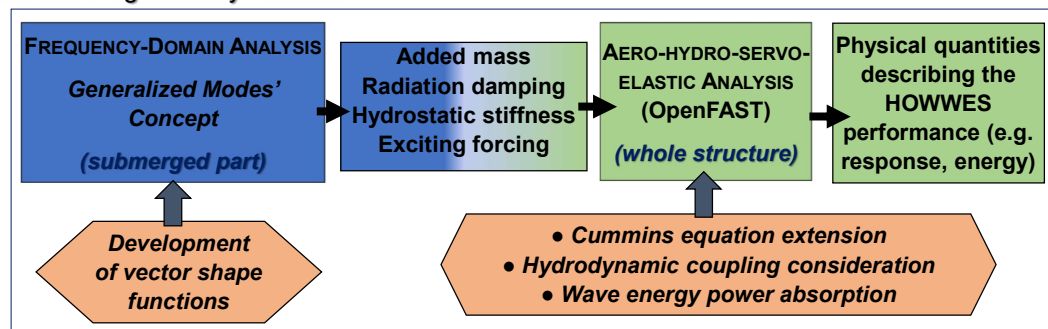 FREQUENCY-DOMAIN ANALYSIS
Generalized Modes'
Concept
(submerged part)
Added mass
Radiation damping
Hydrostatic stiffness
Exciting forcing
AERO-HYDRO-SERVO-
ELASTIC ANALYSIS
(OpenFAST)
(whole structure)
Physical quantities
describing the
HOWWES
performance (e.g.
response, energy)
Development
of vector shape
functions
● Cummins equation extension
● Hydrodynamic coupling consideration
● Wave energy power absorption